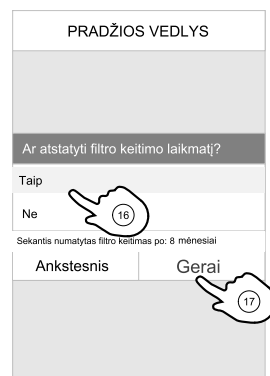 PRADŽIOS VEDLYS
Ar atstatyti filtro keitimo laikmatį?
Taip
Ne
16
Sekantis numatytas filtro keitimas po: 8 mėnesiai
Ankstesnis
Gerai
17